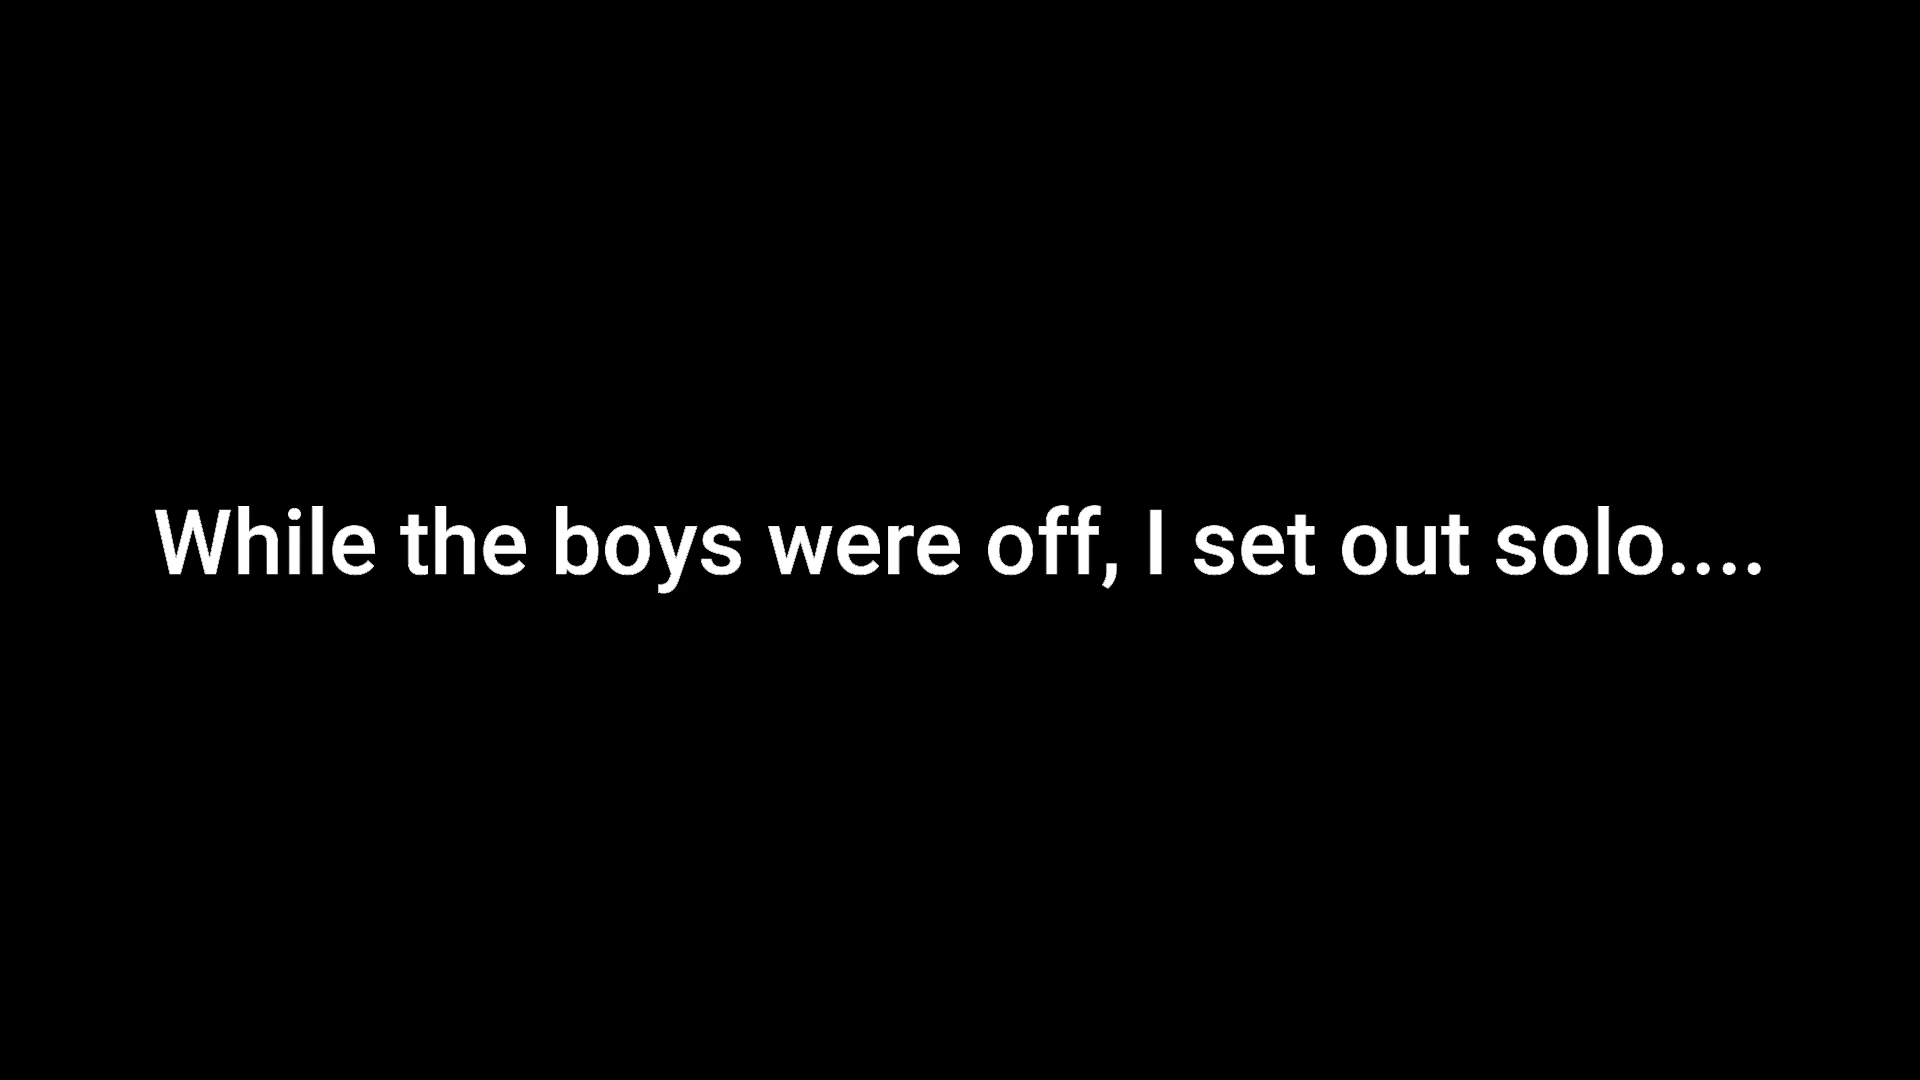 While the boys were off, I set out solo....